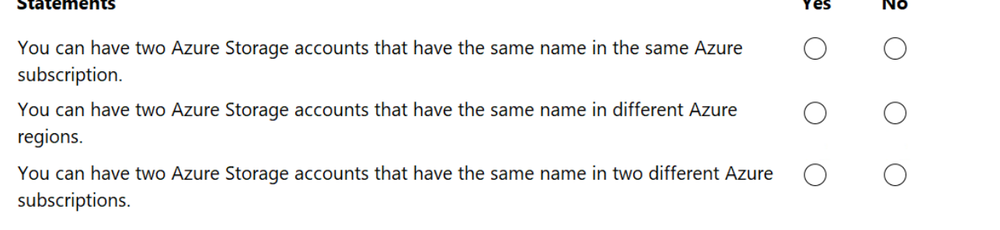 Statements Yes No
You can have two Azure Storage accounts that have the same name in the same Azure
subscription.
You can have two Azure Storage accounts that have the same name in different Azure
regions.
You can have two Azure Storage accounts that have the same name in two different Azure
subscriptions.